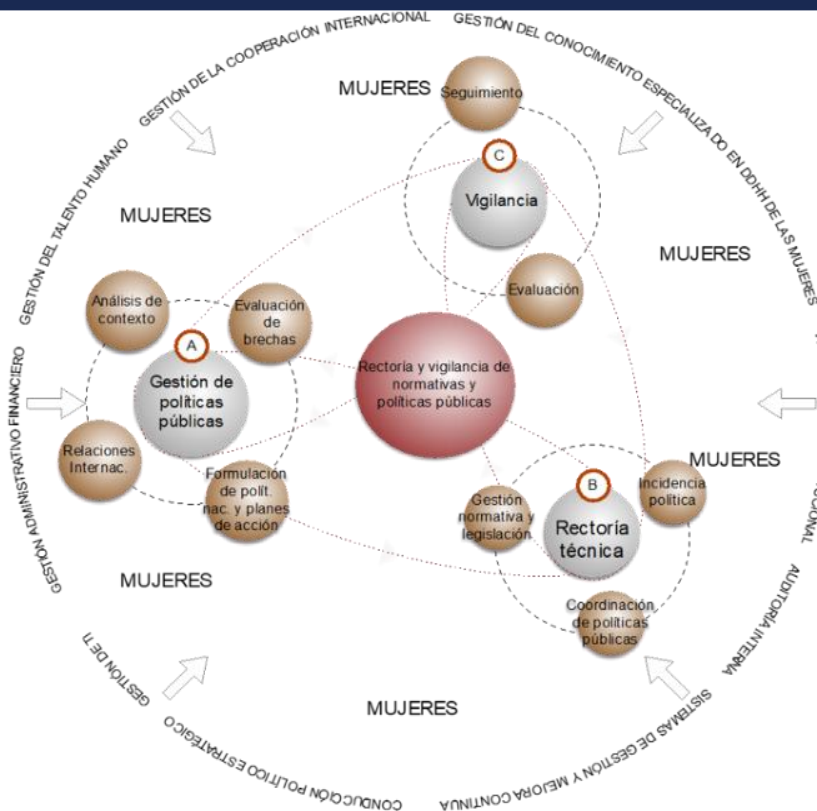 GESTIÓN DE LA COOPERACIÓN INTERNACIONAL
GESTIÓN DEL CONOCIMIENTO ESPECIALIZADO EN DDHH DE LAS MUJERES
GESTIÓN DEL TALENTO HUMANO
GESTIÓN ADMINISTRATIVO FINANCIERO
GESTIÓN DE TI
CONDUCCIÓN POLÍTICO ESTRATÉGICO
SISTEMAS DE GESTIÓN Y MEJORA CONTINUA
AUDITORÍA INTERNA
MUJERES
Seguimiento
C
Vigilancia
Evaluación
MUJERES
MUJERES
Análisis de
contexto
Evaluación
de
brechas
A
Gestión de
políticas
públicas
Relaciones
Internac.
Formulación
de polít.
nac. y planes
de acción
Rectoría y vigilancia de
normativas y
políticas públicas
MUJERES
Gestión
normativa y
legislación
B
Rectoría
técnica
Incidencia
política
Coordinación
de políticas
públicas
MUJERES
MUJERES